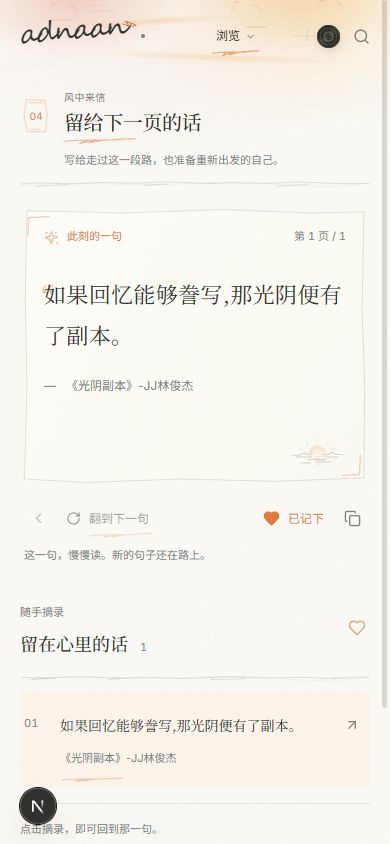 adnaan
浏览
04
风中来信
留给下一页的话
写给走过这一段路，也准备重新出发的自己。
此刻的一句
第 1 页 / 1
如果回忆能够誊写,那光阴便有
了副本。
— 《光阴副本》-JJ林俊杰
翻到下一句
已记下
这一句，慢慢读。新的句子还在路上。
随手摘录
留在心里的话 1
01
如果回忆能够誊写,那光阴便有了副本。
《光阴副本》-JJ林俊杰
N
点击摘录，即可回到那一句。